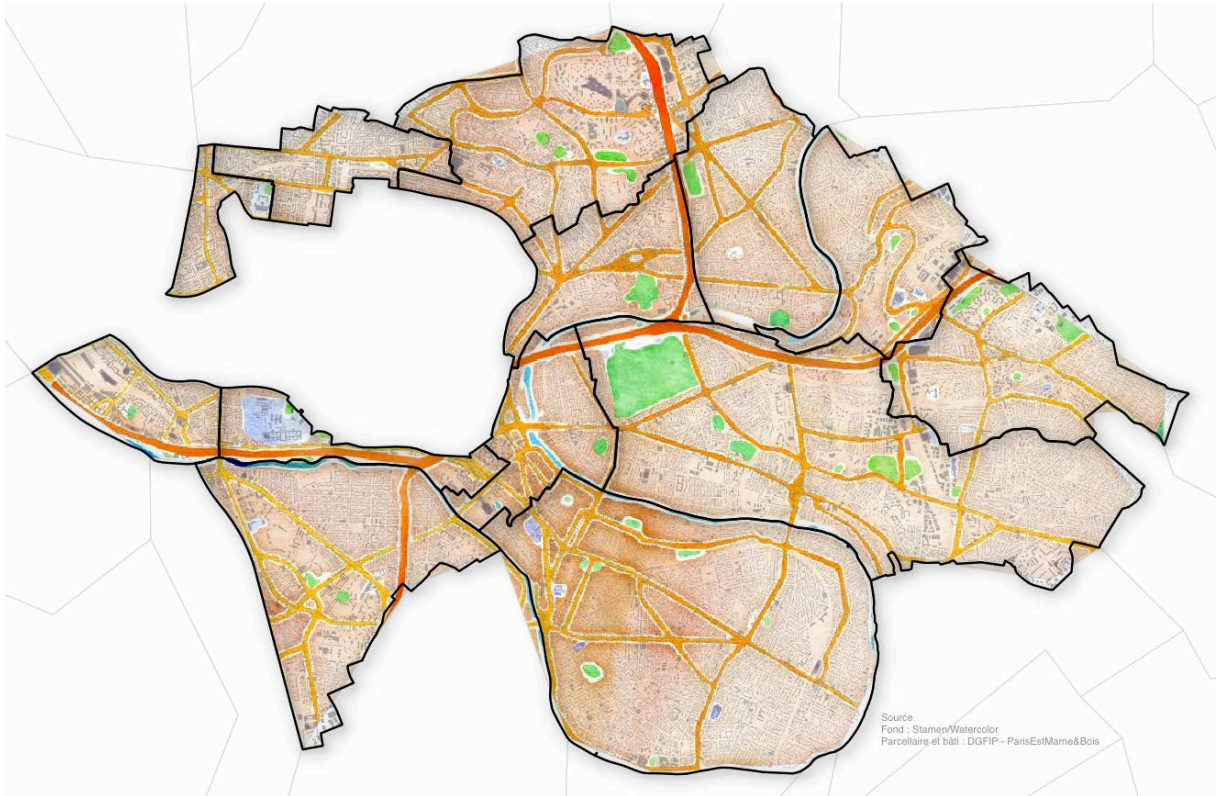 Source
Fond : Stamen/Watercolor
Parcellaire et bâti : DGFIP - ParisEstMarne&Bois